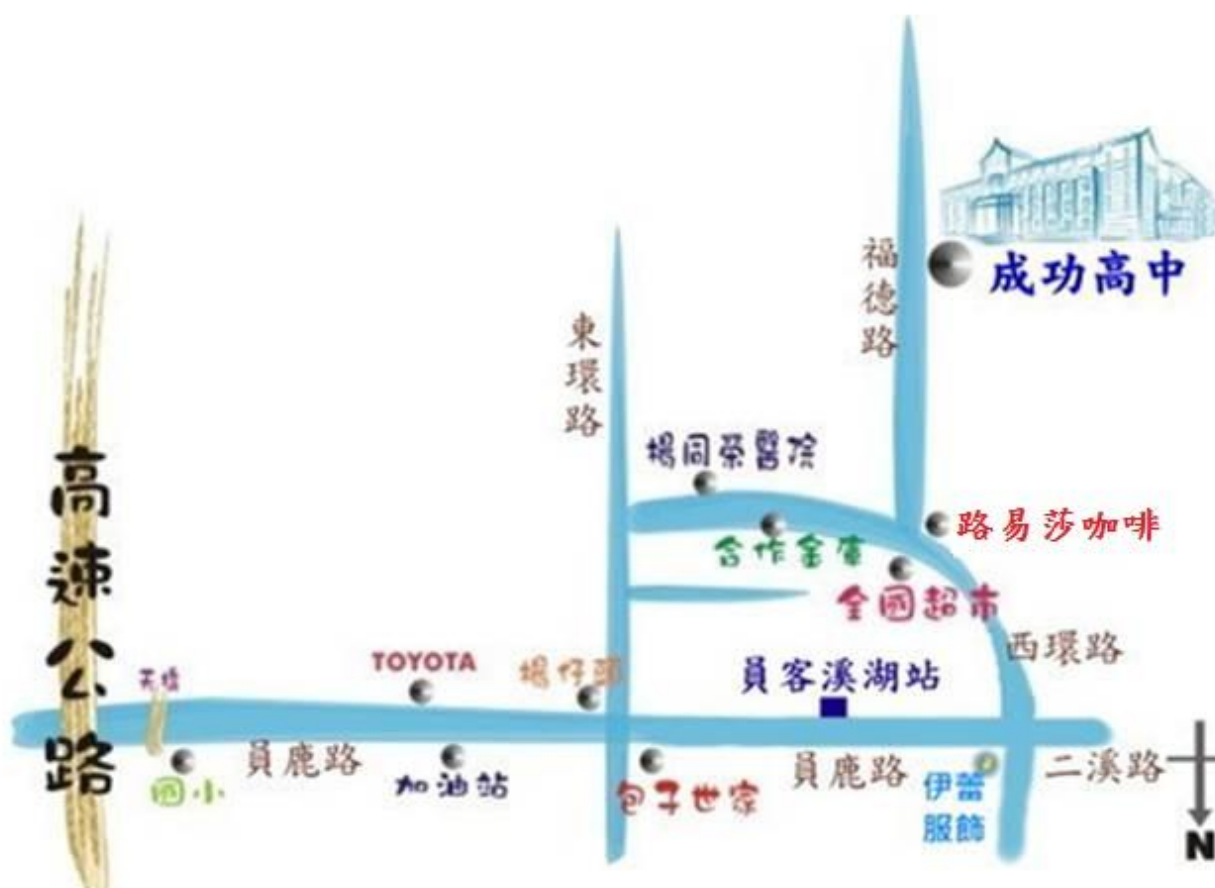 成功高中
福德路
東環路
楊同榮醫院
路易莎咖啡
合作金庫
全國超市
高速公路
西環路
TOYOTA
員客溪湖站
天橋
國小
員鹿路
加油站
包子世家
員鹿路
伊蕾
服飾
二溪路
N